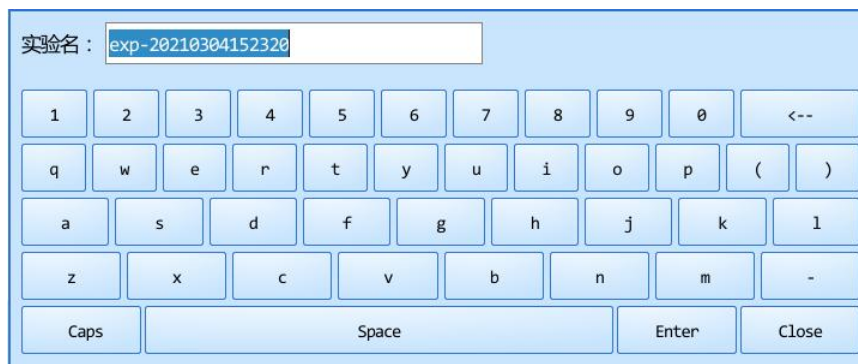 实验名： exp-20210304152320
1 2 3 4 5 6 7 8 9 0 <--
q w e r t y u i o p ( )
a s d f g h j k l
z x c v b n m -
Caps Space Enter Close